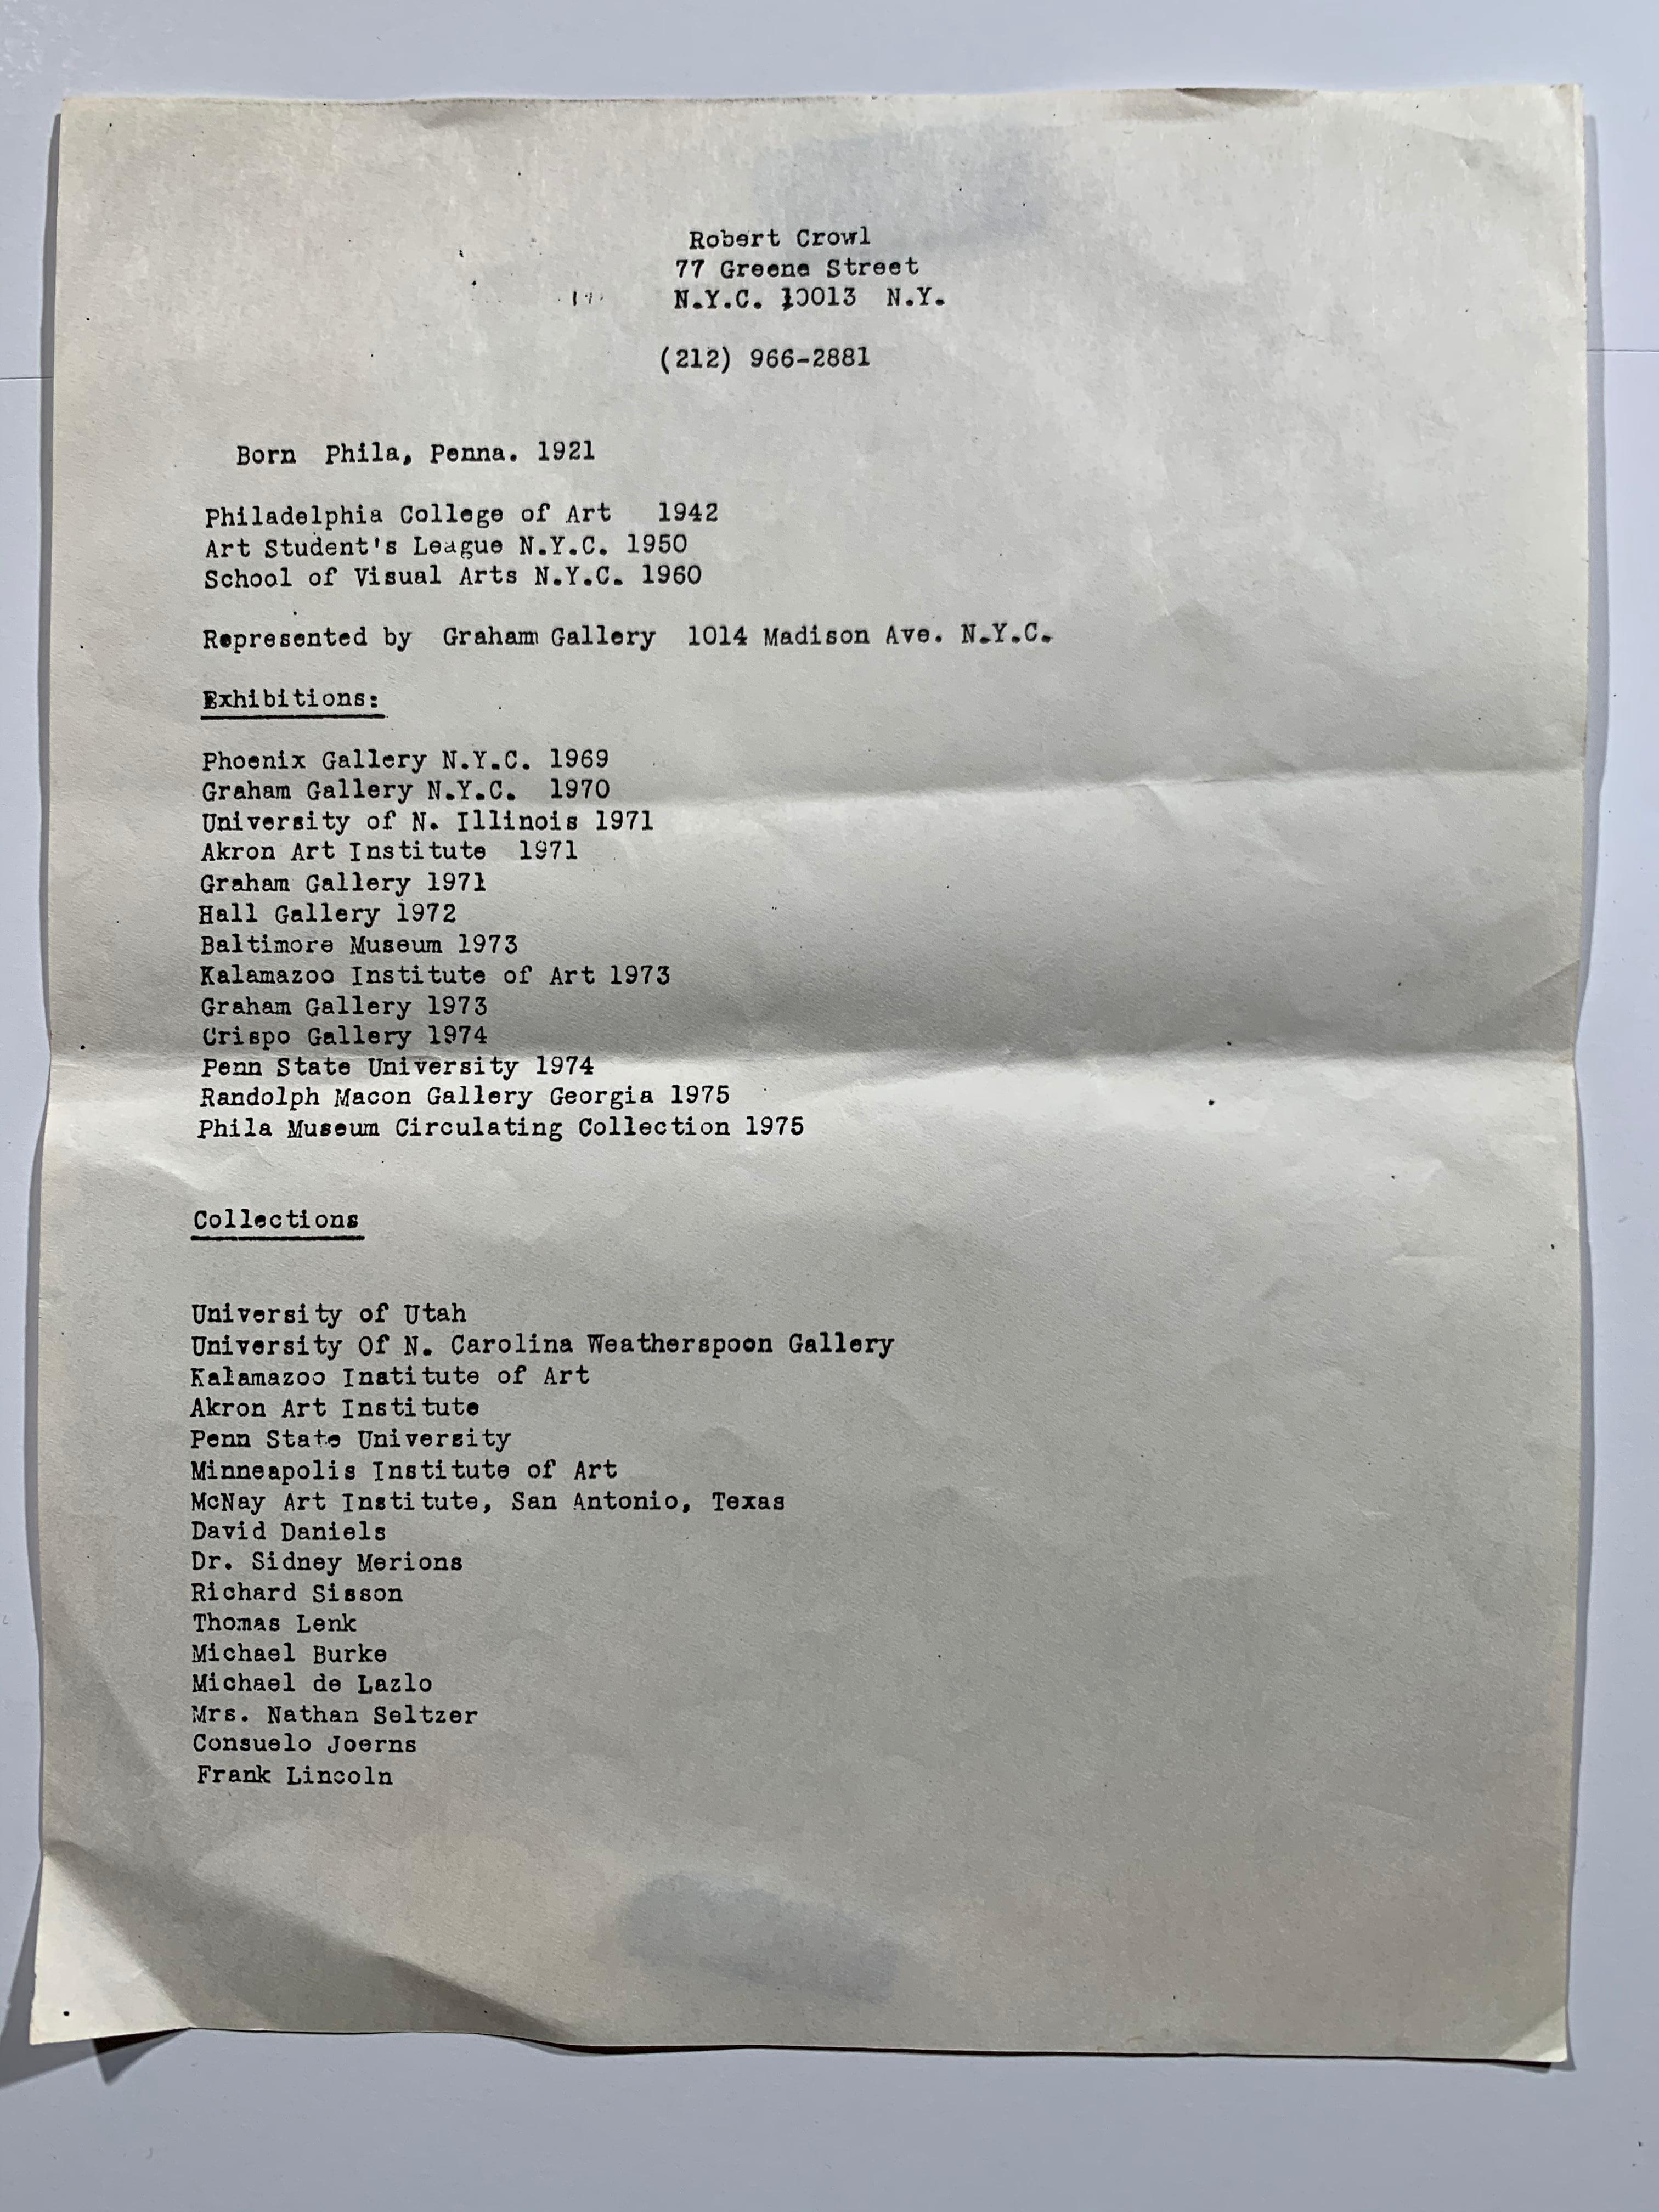 Robert Crowl
77 Greene Street
N.Y.C. 10013 N.Y.
(212) 966-2881
Born Phila, Penna. 1921
Philadelphia College of Art 1942
Art Student's League N.Y.C. 1950
School of Visual Arts N.Y.C. 1960
Represented by Graham Gallery 1014 Madison Ave. N.Y.C.
Exhibitions:
Phoenix Gallery N.Y.C. 1969
Graham Gallery N.Y.C. 1970
University of N. Illinois 1971
Akron Art Institute 1971
Graham Gallery 1971
Hall Gallery 1972
Baltimore Museum 1973
Kalamazoo Institute of Art 1973
Graham Gallery 1973
Crispo Gallery 1974
Penn State University 1974
Randolph Macon Gallery Georgia 1975
Phila Museum Circulating Collection 1975
Collections
University of Utah
University Of N. Carolina Weatherspoon Gallery
Kalamazoo Institute of Art
Akron Art Institute
Penn State University
Minneapolis Institute of Art
McNay Art Institute, San Antonio, Texas
David Daniels
Dr. Sidney Merions
Richard Sisson
Thomas Lenk
Michael Burke
Michael de Lazlo
Mrs. Nathan Seltzer
Consuelo Joerns
Frank Lincoln